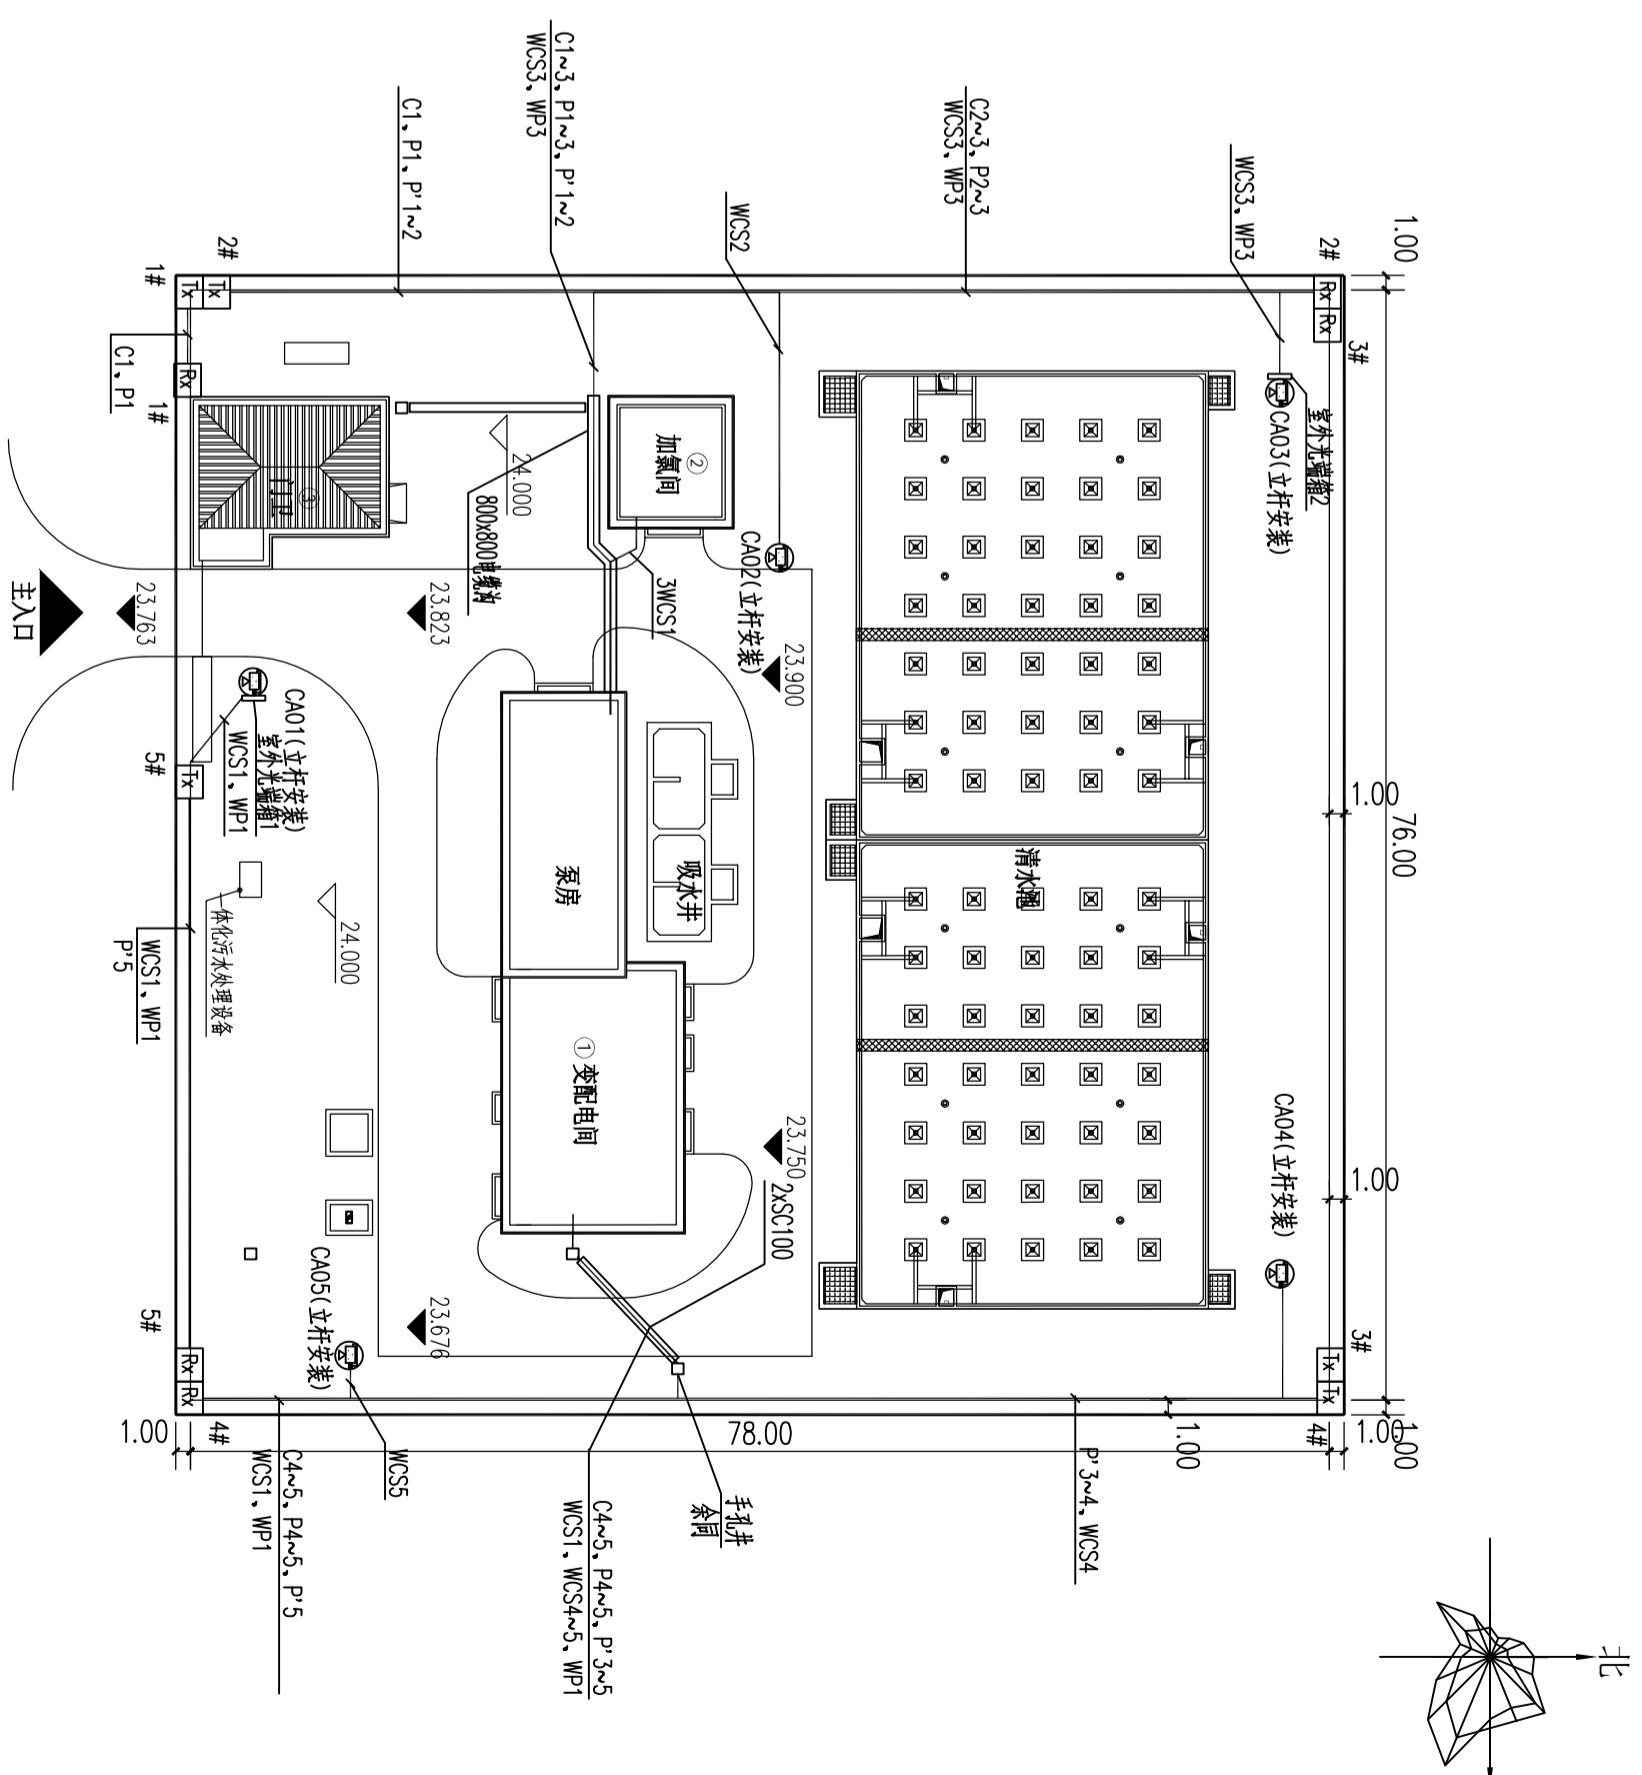 北
1.00
76.00
1.00
1.00
1.00
1.00
1.00
1.00
78.00
1.00
2#
3#
3#
4#
WCS3、WP3
室外光端箱2
CA03(立杆安装)
CA04(立杆安装)
Rx
Rx
Tx
Tx
C2~3、P2~3
WCS3、WP3
清水池
P'3~4、WCS4
WCS2
CA02(立杆安装)
23.900
23.750
2xSC100
C1~3、P1~3、P'1~2
WCS3、WP3
②
加氯间
3WCS1
吸水井
手孔井
余同
泵房
①
变配电间
C4~5、P4~5、P'3~5
WCS1、WCS4~5、WP1
C1、P1、P'1~2
24.000
800x800电缆沟
23.823
23.676
③
门卫
24.000
CA05(立杆安装)
WCS5
CA01(立杆安装)
室外光端箱1
WCS1、WP1
一体化污水处理设备
C4~5、P4~5、P'5
WCS1、WP1
2#
1#
Tx
Tx
Rx
1#
C1、P1
23.763
主入口
5#
Tx
WCS1、WP1
P'5
5#
Rx
Rx
4#